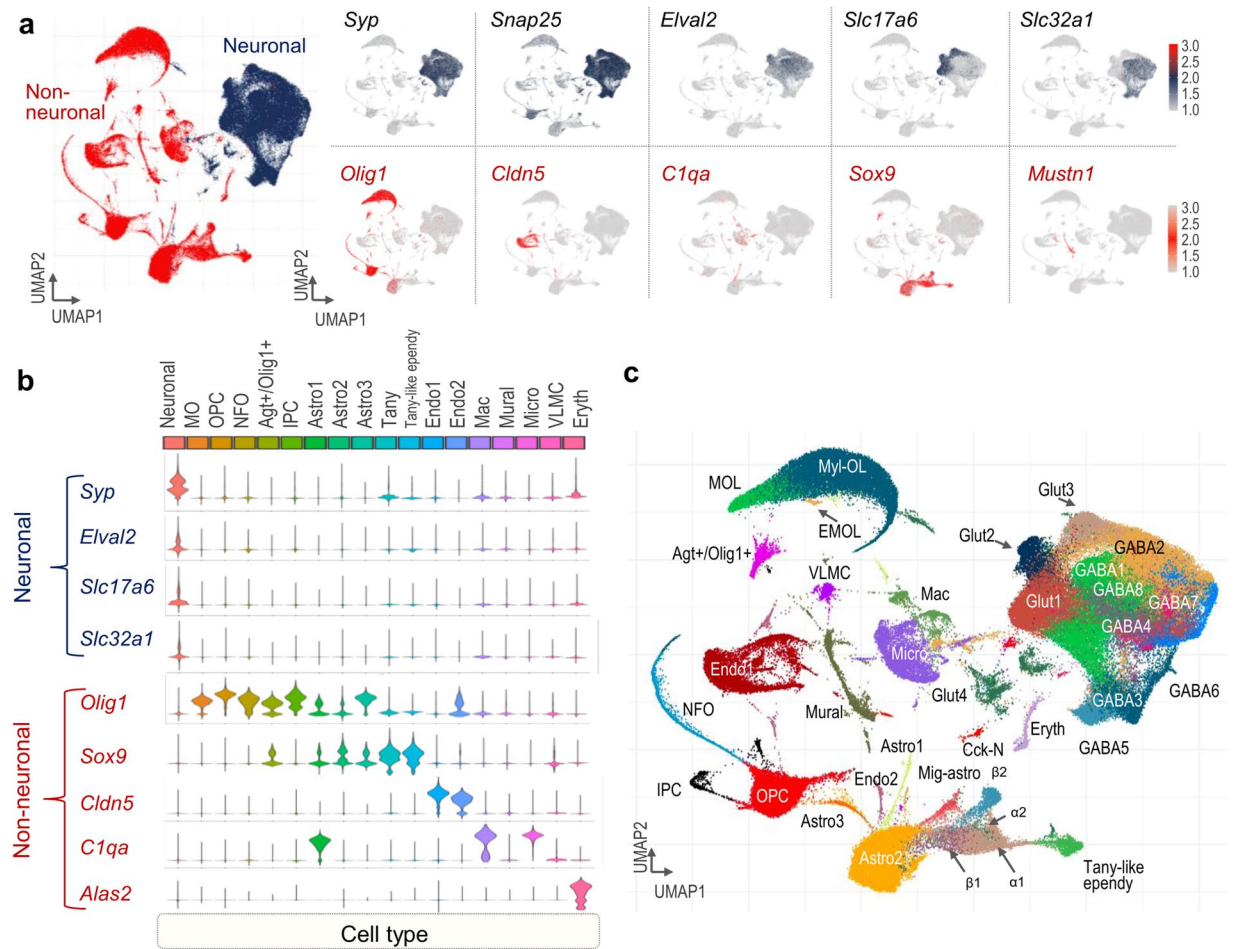 a
Neuronal
Non-
neuronal
UMAP2
UMAP1
Syp
Snap25
Elval2
Slc17a6
Slc32a1
3.0
2.5
2.0
1.5
1.0
Olig1
Cldn5
C1qa
Sox9
Mustn1
3.0
2.5
2.0
1.5
1.0
UMAP2
UMAP1
b
Neuronal
MO
OPC
NFO
Agt+/Olig1+
IPC
Astro1
Astro2
Astro3
Tany
Tany-like ependy
Endo1
Endo2
Mac
Mural
Micro
VLMC
Eryth
Neuronal
Syp
Elval2
Slc17a6
Slc32a1
Non-neuronal
Olig1
Sox9
Cldn5
C1qa
Alas2
Cell type
c
Myl-OL
MOL
EMOL
Glut3
Glut2
GABA2
Agt+/Olig1+
VLMC
GABA1
GABA8
Mac
Glut1
GABA7
GABA4
Micro
Endo1
Glut4
GABA3
GABA6
NFO
Mural
Eryth
GABA5
Cck-N
Astro1
Mig-astro
β2
IPC
OPC
Endo2
Astro3
α2
Astro2
β1
α1
Tany-like
ependy
UMAP2
UMAP1